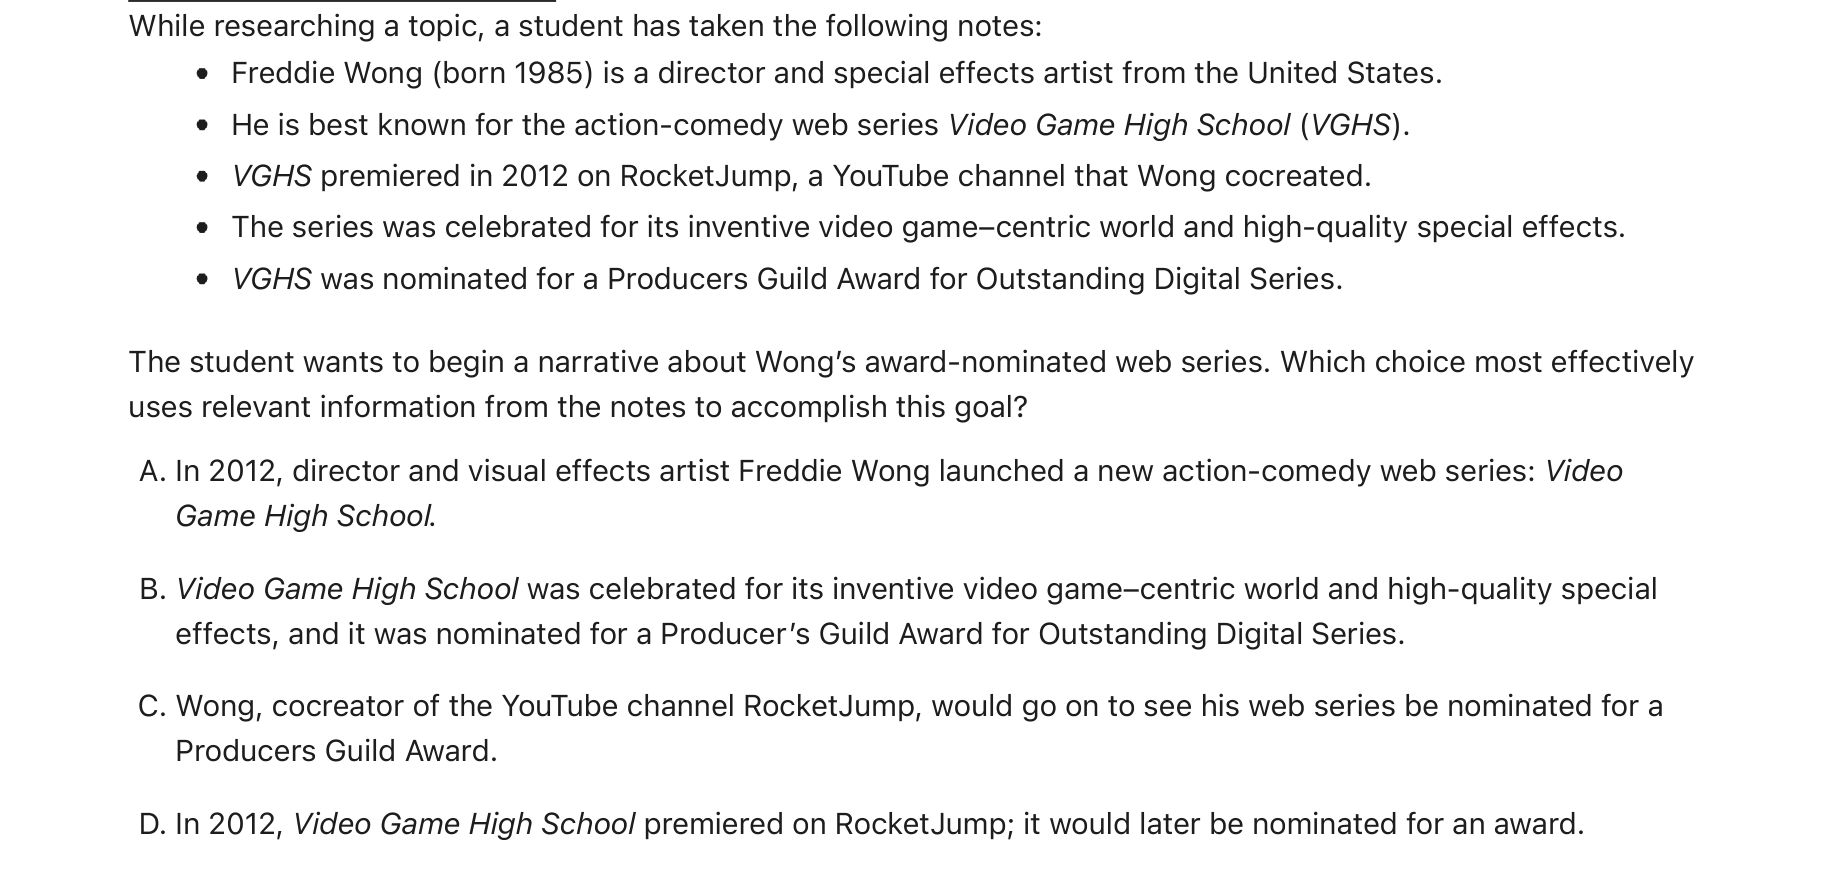 While researching a topic, a student has taken the following notes:
• Freddie Wong (born 1985) is a director and special effects artist from the United States.
• He is best known for the action-comedy web series Video Game High School (VGHS).
• VGHS premiered in 2012 on RocketJump, a YouTube channel that Wong cocreated.
• The series was celebrated for its inventive video game–centric world and high-quality special effects.
• VGHS was nominated for a Producers Guild Award for Outstanding Digital Series.
The student wants to begin a narrative about Wong’s award-nominated web series. Which choice most effectively
uses relevant information from the notes to accomplish this goal?
A. In 2012, director and visual effects artist Freddie Wong launched a new action-comedy web series: Video
Game High School.
B. Video Game High School was celebrated for its inventive video game–centric world and high-quality special
effects, and it was nominated for a Producer’s Guild Award for Outstanding Digital Series.
C. Wong, cocreator of the YouTube channel RocketJump, would go on to see his web series be nominated for a
Producers Guild Award.
D. In 2012, Video Game High School premiered on RocketJump; it would later be nominated for an award.